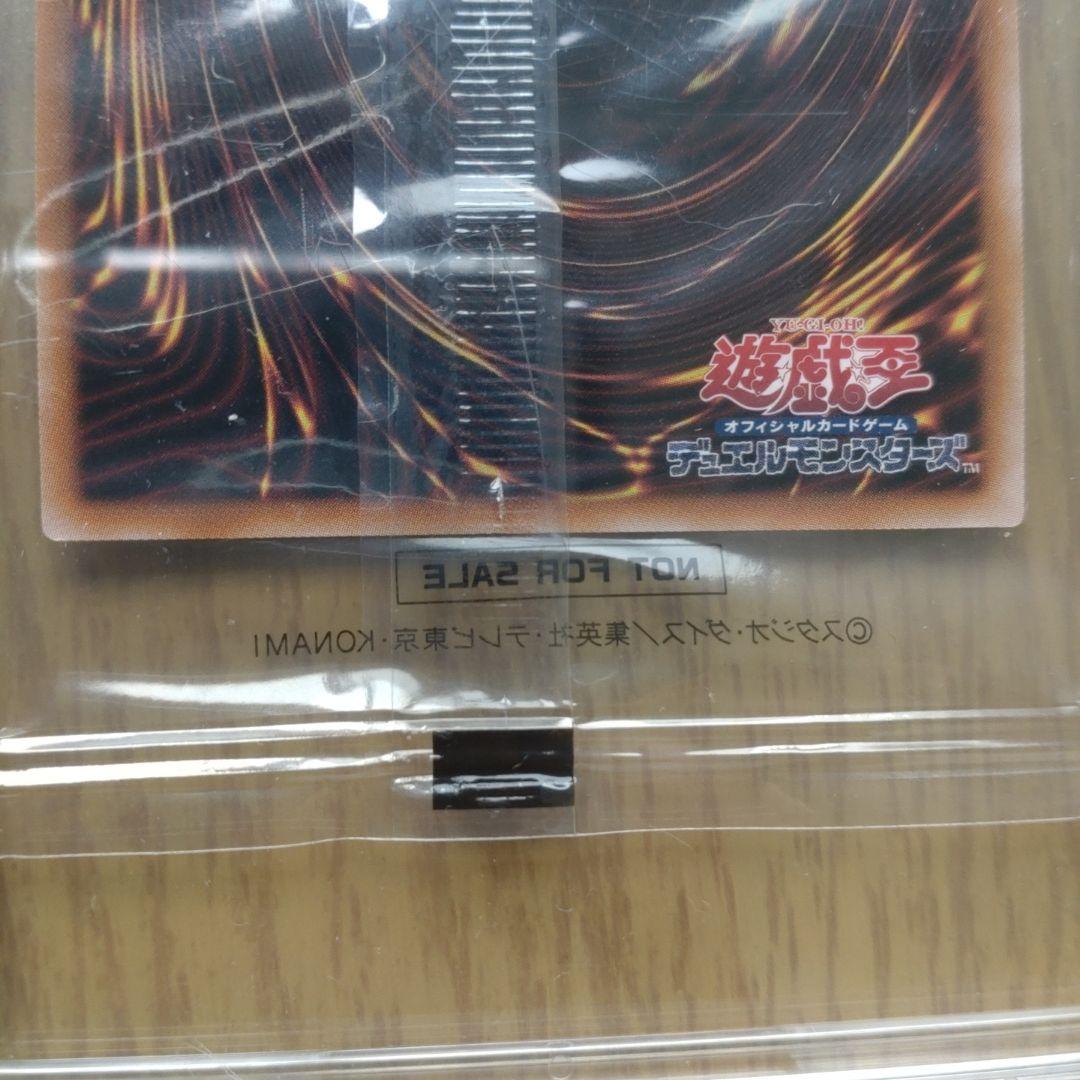 YU-GI-OH!
遊戯王
オフィシャルカードゲーム
デュエルモンスターズ™
NOT FOR SALE
©スタジオ・ダイス/集英社・テレビ東京・KONAMI